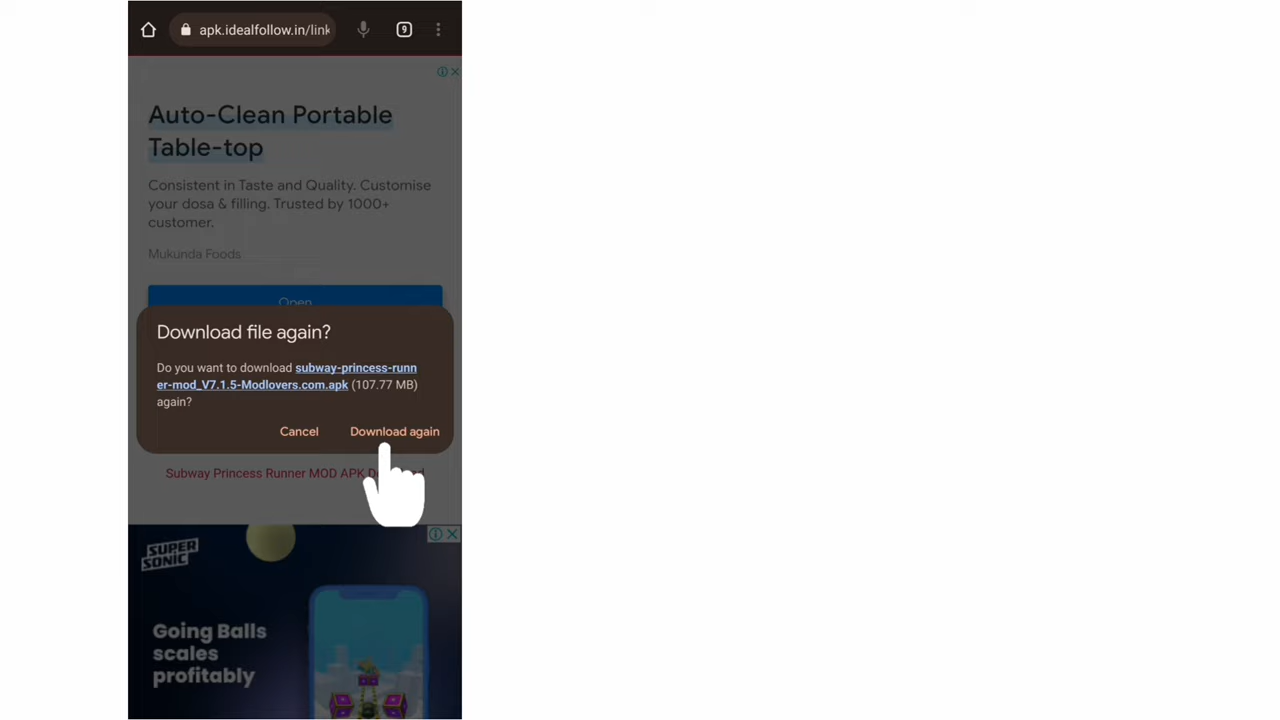 apk.idealfollow.in/link
9
Auto-Clean Portable
Table-top
Consistent in Taste and Quality. Customise
your dosa & filling. Trusted by 1000+
customer.
Mukunda Foods
Open
Download file again?
Do you want to download subway-princess-runn
er-mod_V7.1.5-Modlovers.com.apk (107.77 MB)
again?
Cancel Download again
Subway Princess Runner MOD APK
SUPER
SONIC
Going Balls
scales
profitably